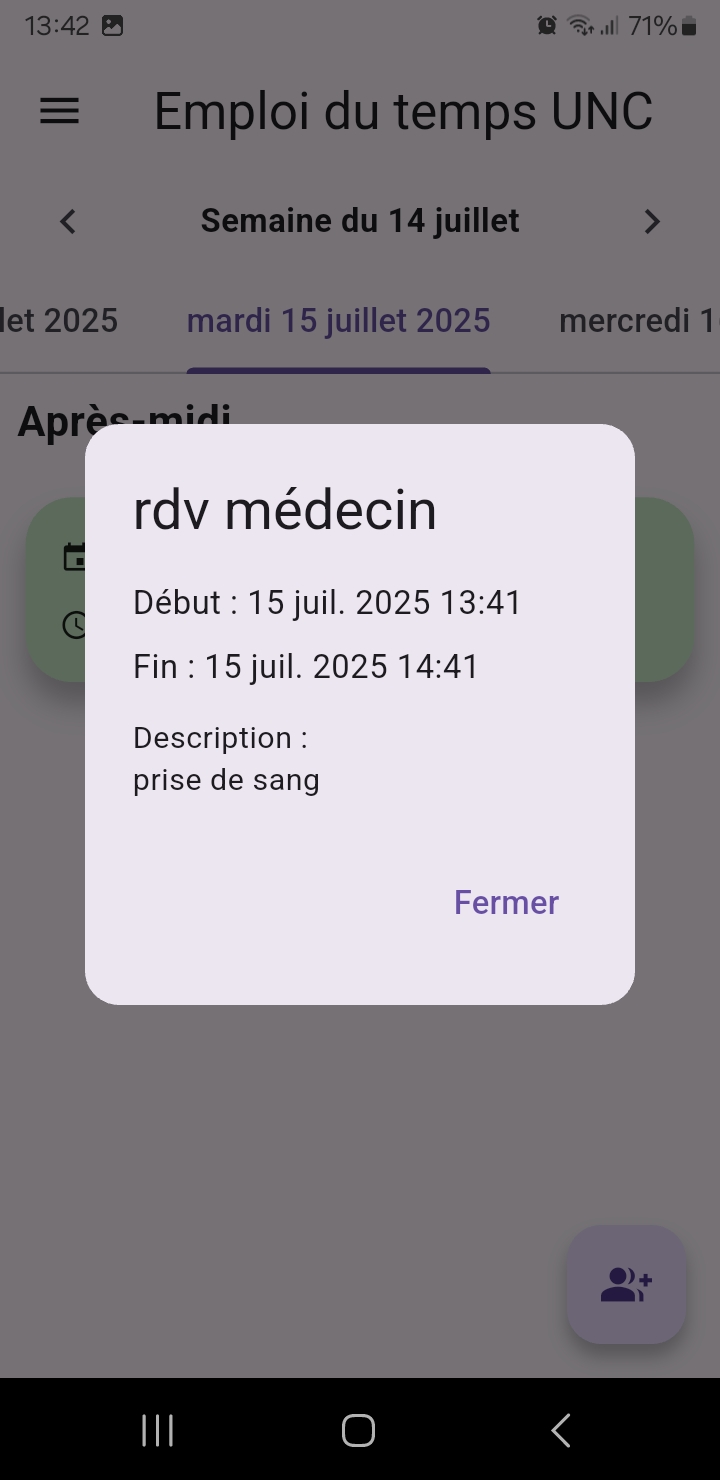 13:42
71%
Emploi du temps UNC
Semaine du 14 juillet
let 2025
mardi 15 juillet 2025
mercredi 1
Après-midi
rdv médecin
Début : 15 juil. 2025 13:41
Fin : 15 juil. 2025 14:41
Description :
prise de sang
Fermer